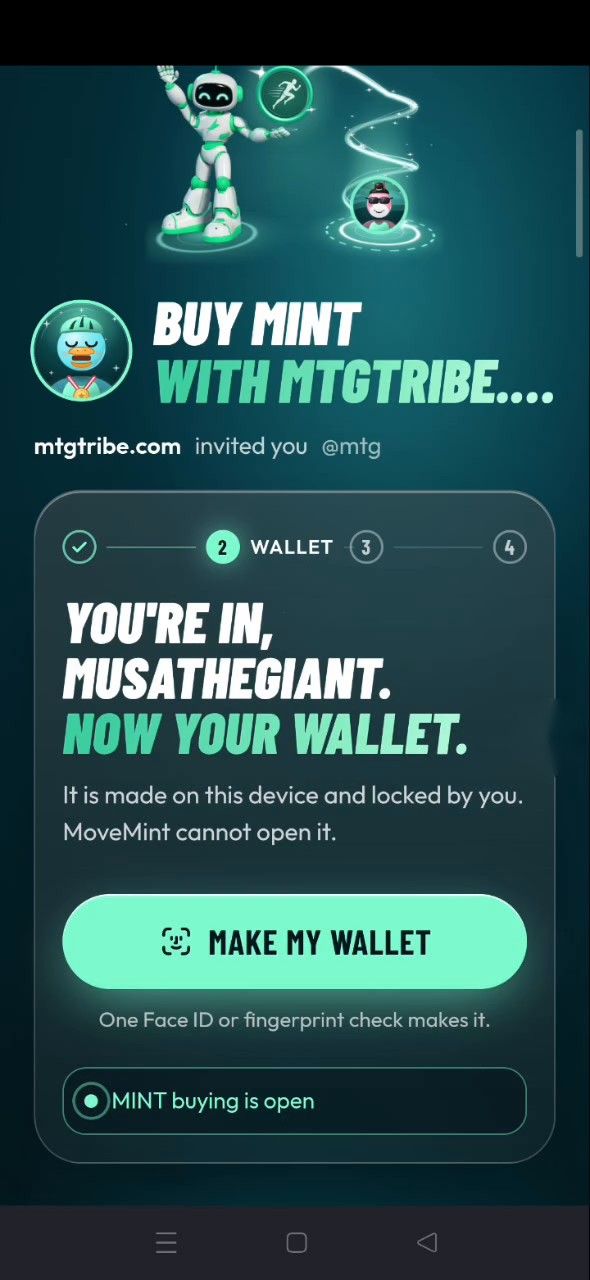 BUY MINT
WITH MTGTRIBE....
mtgtribe.com invited you @mtg
2 WALLET 3 4
YOU'RE IN,
MUSATHEGIANT.
NOW YOUR WALLET.
It is made on this device and locked by you.
MoveMint cannot open it.
MAKE MY WALLET
One Face ID or fingerprint check makes it.
MINT buying is open